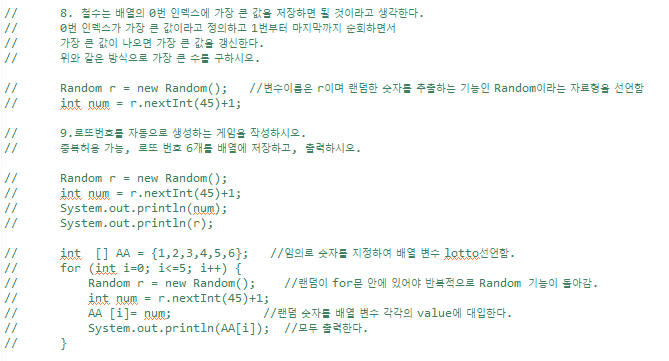 //      8. 철수는 배열의 0번 인덱스에 가장 큰 값을 저장하면 될 것이라고 생각한다.
//      0번 인덱스가 가장 큰 값이라고 정의하고 1번부터 마지막까지 순회하면서
//      가장 큰 값이 나오면 가장 큰 값을 갱신한다.
//      위와 같은 방식으로 가장 큰 수를 구하시오.
//      Random r = new Random();   //변수이름은 r이며 랜덤한 숫자를 추출하는 기능인 Random이라는 자료형을 선언함
//      int num = r.nextInt(45)+1;
//      9.로또번호를 자동으로 생성하는 게임을 작성하시오.
//      중복허용 가능, 로또 번호 6개를 배열에 저장하고, 출력하시오.
//      Random r = new Random();
//      int num = r.nextInt(45)+1;
//      System.out.println(num);
//      System.out.println(r);
//      int  [] AA = {1,2,3,4,5,6};   //임의로 숫자를 지정하여 배열 변수 lotto선언함.
//      for (int i=0; i<=5; i++) {
//          Random r = new Random();    //랜덤이 for문 안에 있어야 반복적으로 Random 기능이 돌아감.
//          int num = r.nextInt(45)+1;
//          AA [i]= num;             //랜덤 숫자를 배열 변수 각각의 value에 대입한다.
//          System.out.println(AA[i]);  //모두 출력한다.
//      }